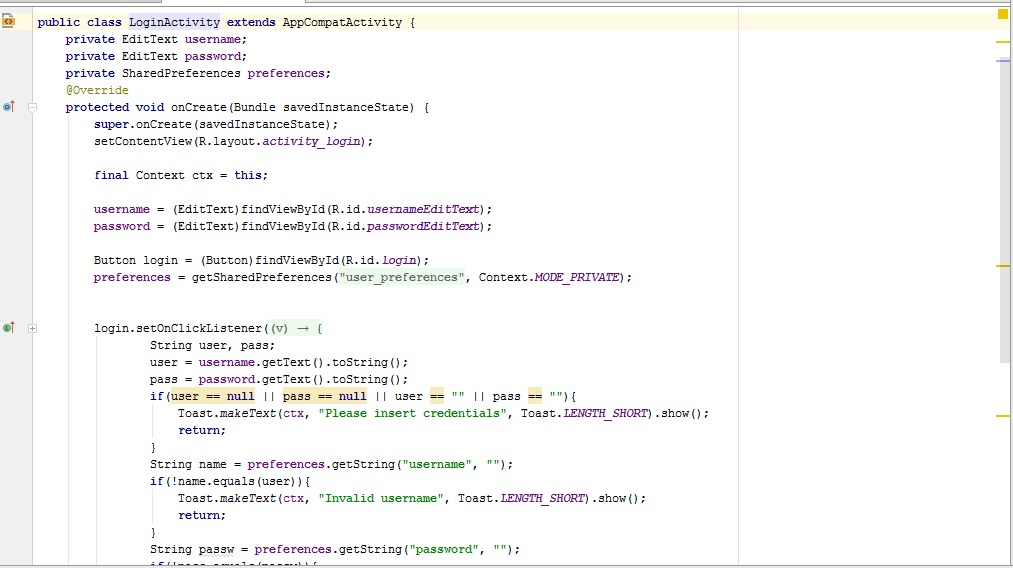 public class LoginActivity extends AppCompatActivity {
    private EditText username;
    private EditText password;
    private SharedPreferences preferences;
    @Override
    protected void onCreate(Bundle savedInstanceState) {
        super.onCreate(savedInstanceState);
        setContentView(R.layout.activity_login);
        final Context ctx = this;
        username = (EditText)findViewById(R.id.usernameEditText);
        password = (EditText)findViewById(R.id.passwordEditText);
        Button login = (Button)findViewById(R.id.login);
        preferences = getSharedPreferences("user_preferences", Context.MODE_PRIVATE);
        login.setOnClickListener((v) → {
                String user, pass;
                user = username.getText().toString();
                pass = password.getText().toString();
                if(user == null || pass == null || user == "" || pass == ""){
                    Toast.makeText(ctx, "Please insert credentials", Toast.LENGTH_SHORT).show();
                    return;
                }
                String name = preferences.getString("username", "");
                if(!name.equals(user)){
                    Toast.makeText(ctx, "Invalid username", Toast.LENGTH_SHORT).show();
                    return;
                }
                String passw = preferences.getString("password", "");